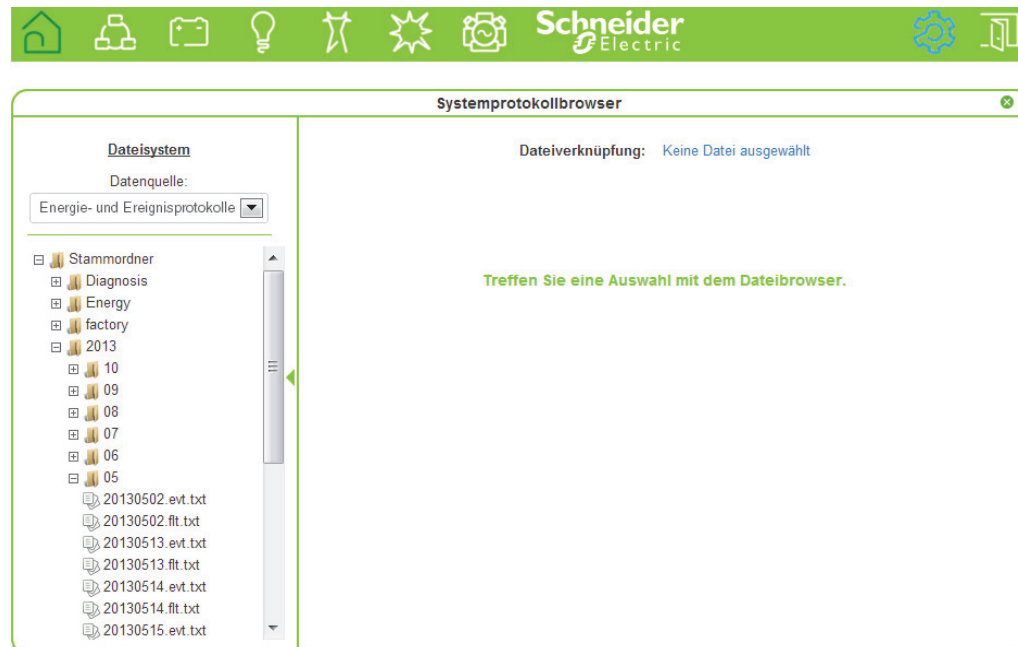 Schneider
Electric
Systemprotokollbrowser
Dateisystem
Datenquelle:
Energie- und Ereignisprotokolle
Stammordner
Diagnosis
Energy
factory
2013
10
09
08
07
06
05
20130502.evt.txt
20130502.flt.txt
20130513.evt.txt
20130513.flt.txt
20130514.evt.txt
20130514.flt.txt
20130515.evt.txt
Dateiverknüpfung: Keine Datei ausgewählt
Treffen Sie eine Auswahl mit dem Dateibrowser.